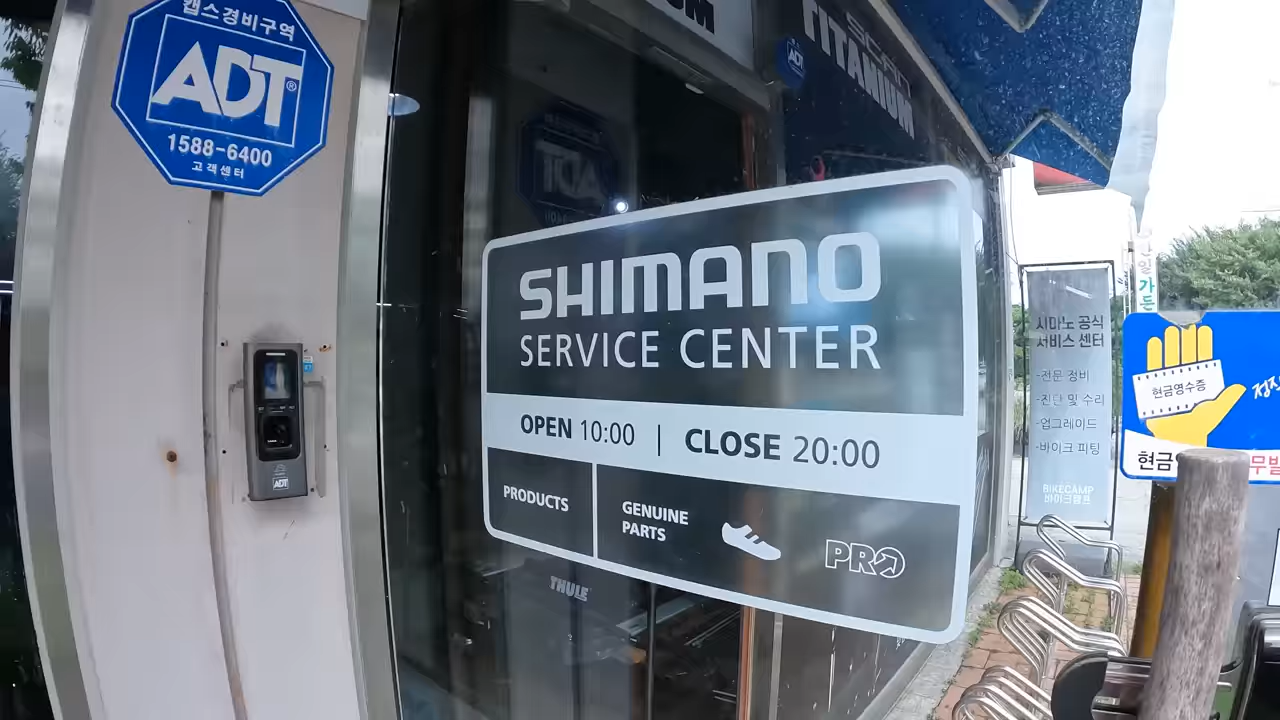 캡스경비구역
ADT®
1588-6400
고객센터
ADT
TITANIUM
ADT
SHIMANO
SERVICE CENTER
OPEN 10:00 | CLOSE 20:00
PRODUCTS
GENUINE
PARTS
PRO
THULE
시마노 공식
서비스 센터
-전문 정비
-진단 및 수리
-업그레이드
-바이크 피팅
BIKECAMP
바이크캠프
현금영수증
현금